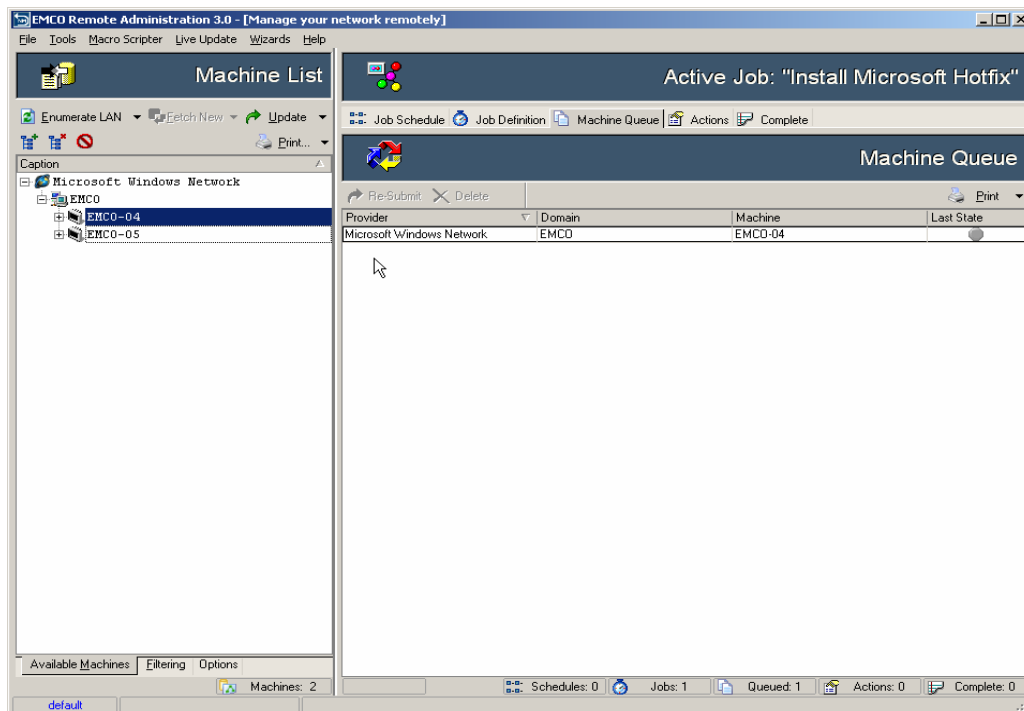 EMCO Remote Administration 3.0 - [Manage your network remotely]
File Tools Macro Scripter Live Update Wizards Help
Machine List
Active Job: "Install Microsoft Hotfix"
Enumerate LAN Fetch New Update
Job Schedule Job Definition Machine Queue Actions Complete
Print...
Machine Queue
Caption
Microsoft Windows Network
EMCO
EMCO-04
EMCO-05
Re-Submit Delete Print
Provider Domain Machine Last State
Microsoft Windows Network EMCO EMCO-04
Available Machines Filtering Options
Machines: 2
Schedules: 0 Jobs: 1 Queued: 1 Actions: 0 Complete: 0
default